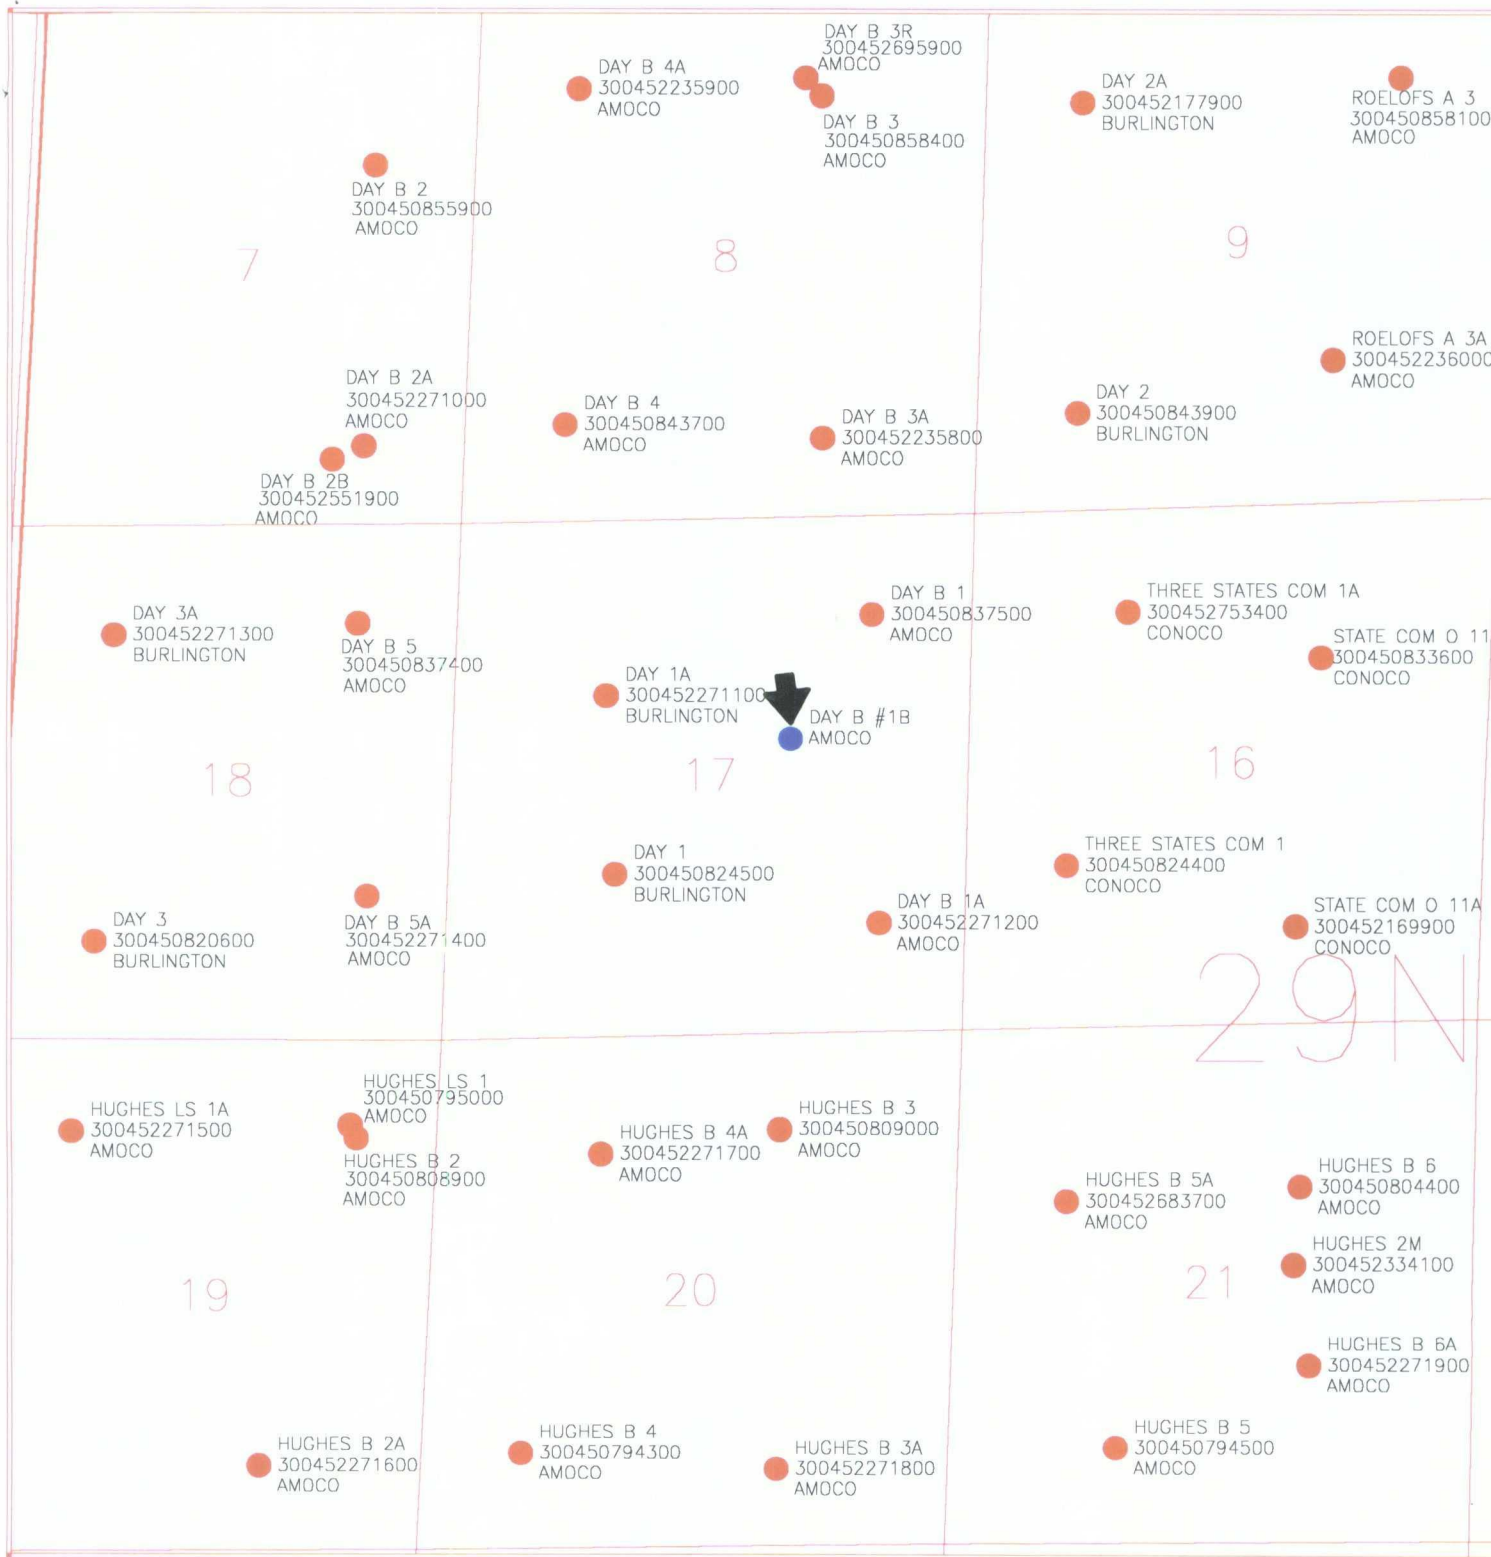 DAY B 3R
300452695900
AMOCO
DAY B 4A
300452235900
AMOCO
DAY B 3
300450858400
AMOCO
DAY 2A
300452177900
BURLINGTON
ROELOFS A 3
300450858100
AMOCO
DAY B 2
300450855900
AMOCO
7
8
9
DAY B 2A
300452271000
AMOCO
DAY B 2B
300452551900
AMOCO
DAY B 4
300450843700
AMOCO
DAY B 3A
300452235800
AMOCO
DAY 2
300450843900
BURLINGTON
ROELOFS A 3A
300452236000
AMOCO
DAY 3A
300452271300
BURLINGTON
DAY B 5
300450837400
AMOCO
DAY 1A
300452271100
BURLINGTON
DAY B 1
300450837500
AMOCO
DAY B #1B
AMOCO
THREE STATES COM 1A
300452753400
CONOCO
STATE COM O 11
300450833600
CONOCO
18
17
16
DAY 3
300450820600
BURLINGTON
DAY B 5A
300452271400
AMOCO
DAY 1
300450824500
BURLINGTON
DAY B 1A
300452271200
AMOCO
THREE STATES COM 1
300450824400
CONOCO
STATE COM O 11A
300452169900
CONOCO
29N
HUGHES LS 1A
300452271500
AMOCO
HUGHES LS 1
300450795000
AMOCO
HUGHES B 2
300450808900
AMOCO
HUGHES B 4A
300452271700
AMOCO
HUGHES B 3
300450809000
AMOCO
HUGHES B 5A
300452683700
AMOCO
HUGHES B 6
300450804400
AMOCO
HUGHES 2M
300452334100
AMOCO
19
20
21
HUGHES B 6A
300452271900
AMOCO
HUGHES B 2A
300452271600
AMOCO
HUGHES B 4
300450794300
AMOCO
HUGHES B 3A
300452271800
AMOCO
HUGHES B 5
300450794500
AMOCO